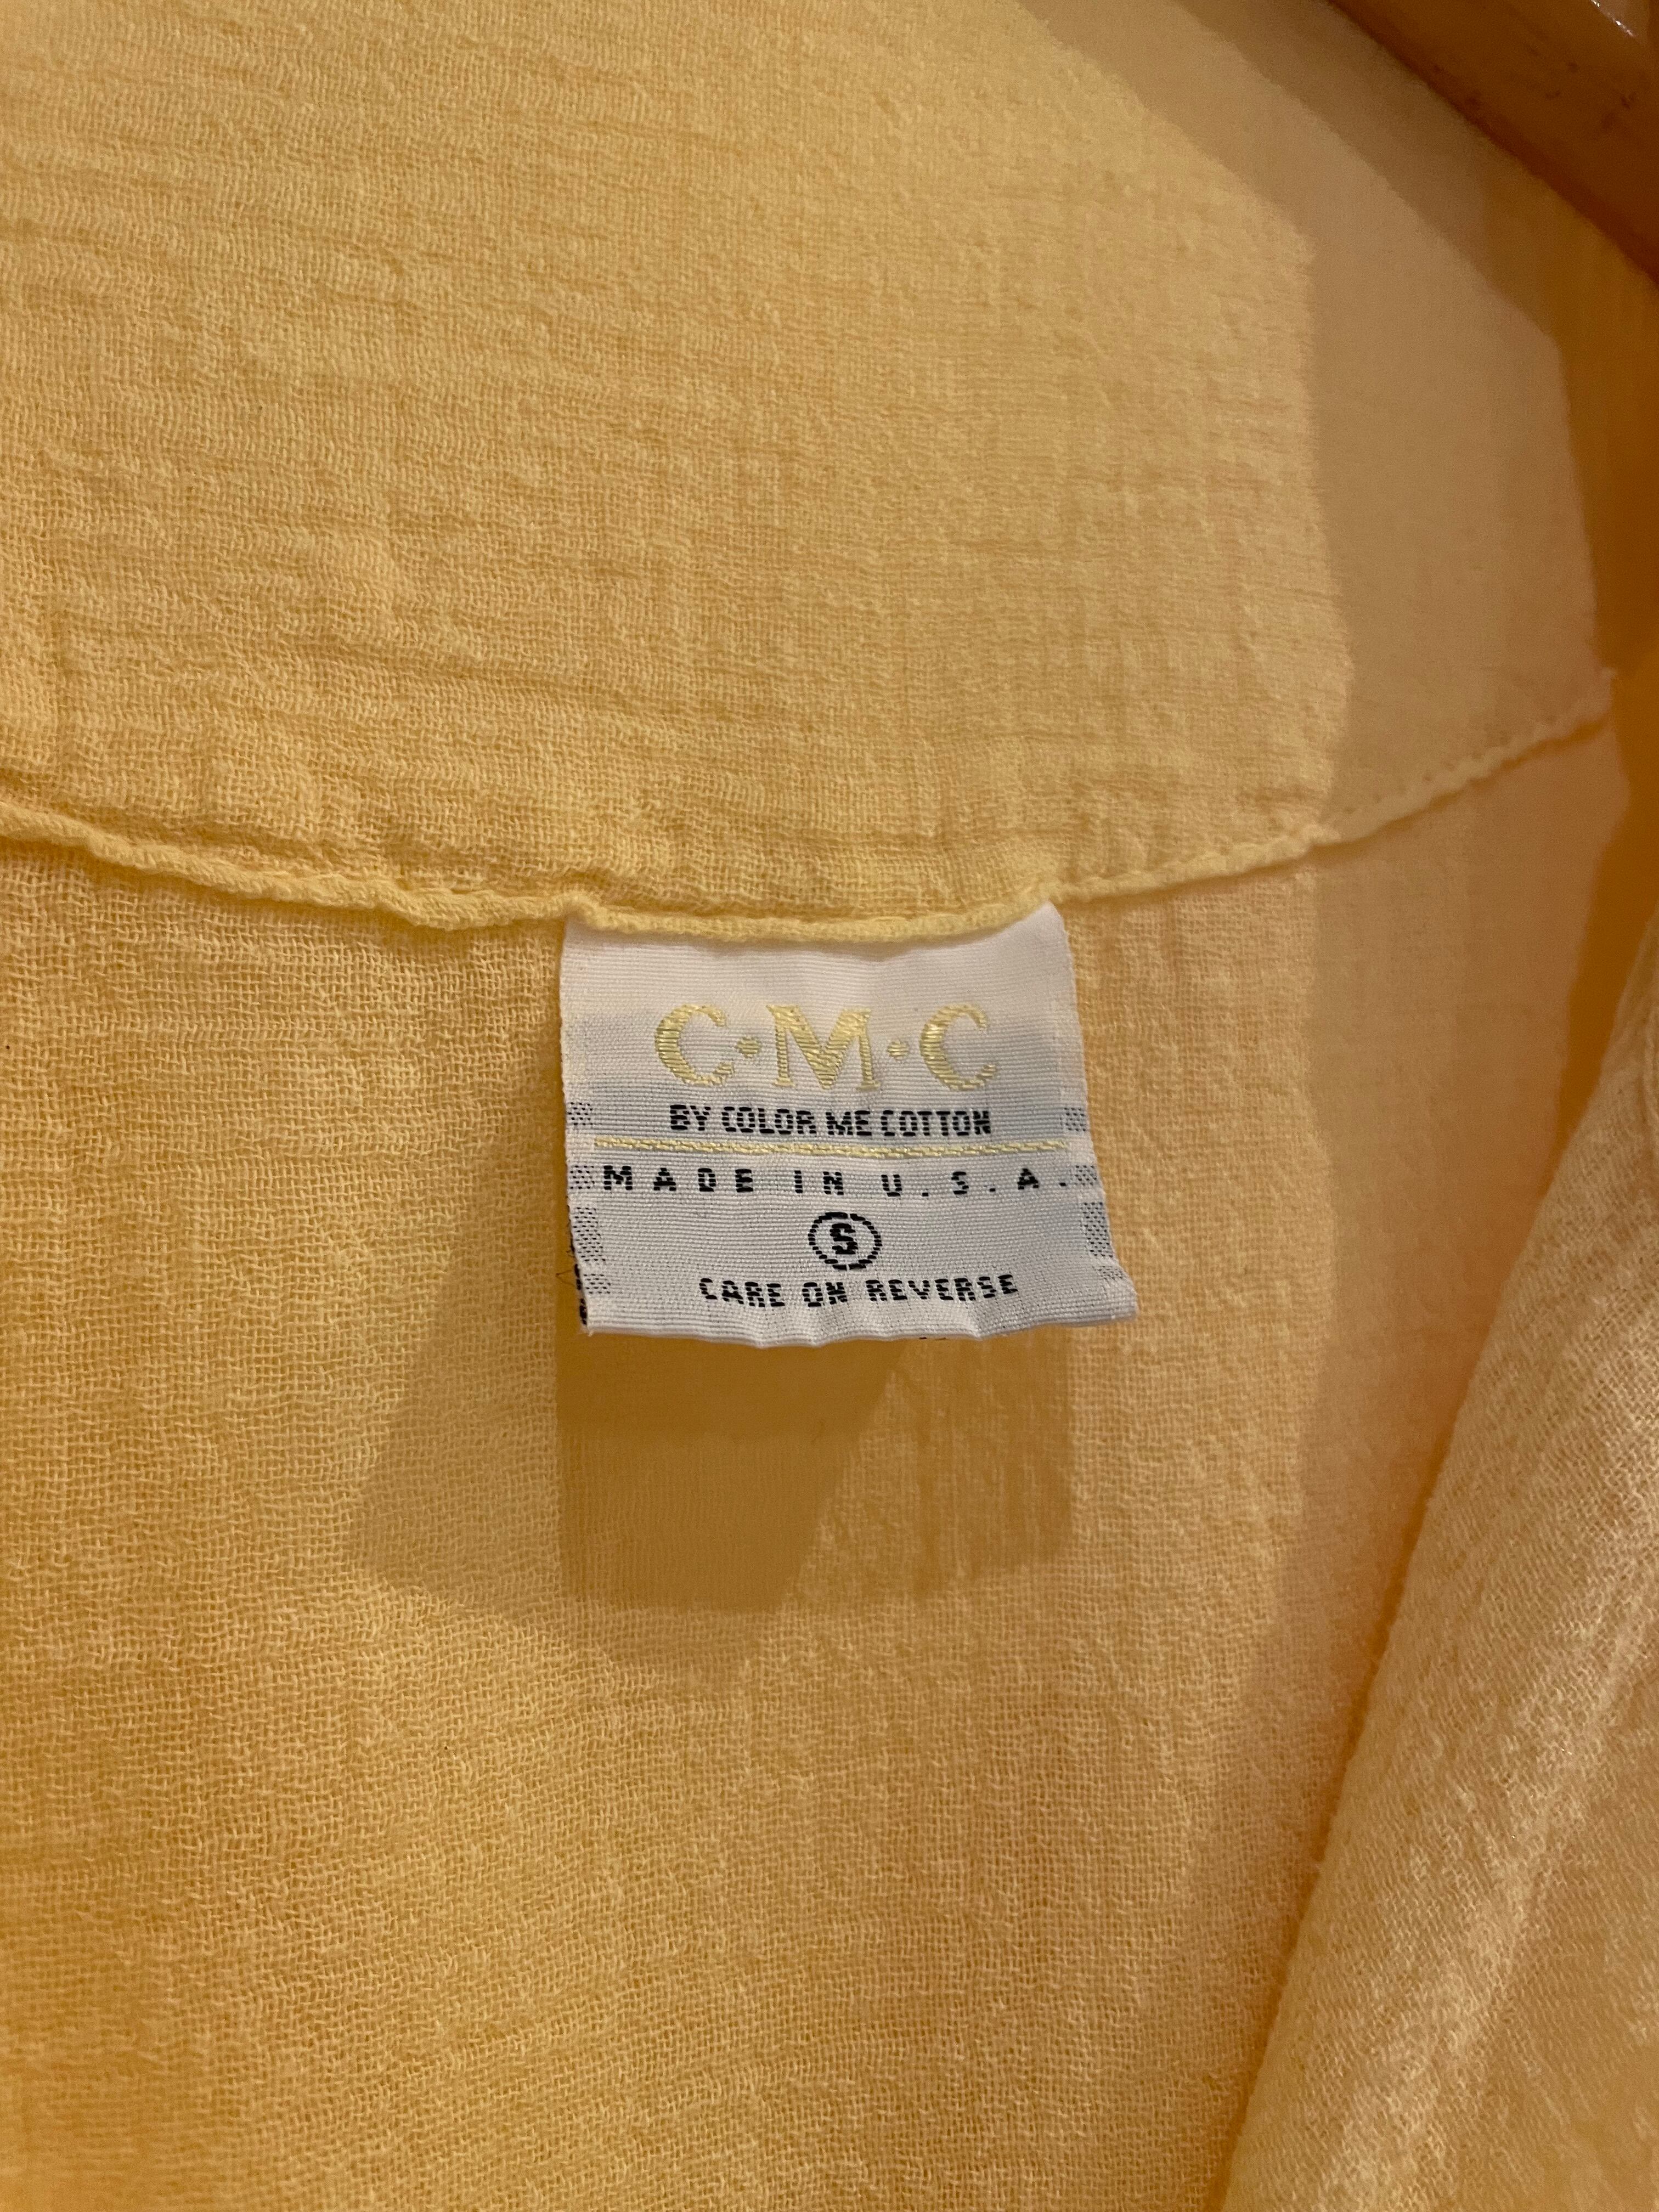 C·M·C
BY COLOR ME COTTON
MADE IN U.S.A.
S
CARE ON REVERSE